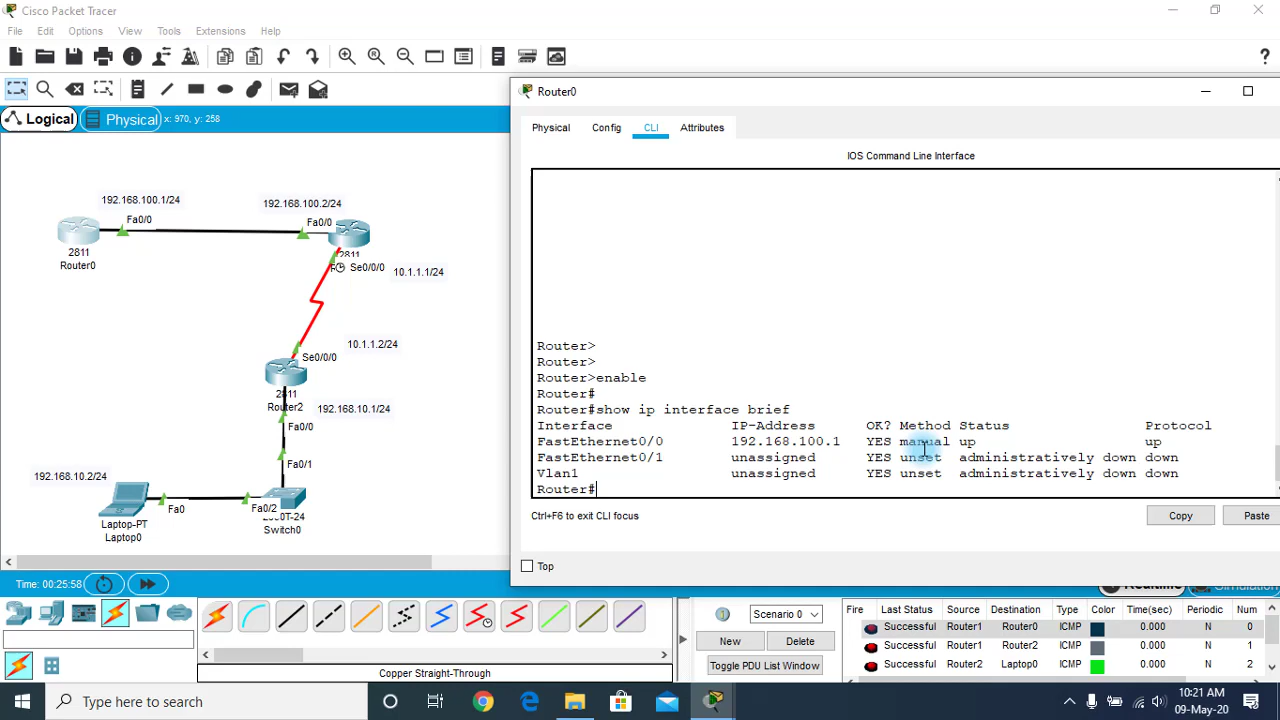 Cisco Packet Tracer
File Edit Options View Tools Extensions Help
Logical Physical x: 970, y: 258
192.168.100.1/24
Fa0/0
2811
Router0
192.168.100.2/24
Fa0/0
2811
Se0/0/0
10.1.1.1/24
10.1.1.2/24
Se0/0/0
2811
Router2
192.168.10.1/24
Fa0/0
Fa0/1
192.168.10.2/24
Laptop-PT
Laptop0
Fa0
Fa0/2
Switch0
Router0
Physical Config CLI Attributes
IOS Command Line Interface
Router>
Router>
Router>enable
Router#
Router#show ip interface brief
Interface IP-Address OK? Method Status Protocol
FastEthernet0/0 192.168.100.1 YES manual up up
FastEthernet0/1 unassigned YES unset administratively down down
Vlan1 unassigned YES unset administratively down down
Router#
Ctrl+F6 to exit CLI focus
Copy Paste
Top
Time: 00:25:58
Realtime Simulation
Scenario 0
New Delete
Toggle PDU List Window
Fire Last Status Source Destination Type Color Time(sec) Periodic Num
Successful Router1 Router0 ICMP 0.000 N 0
Successful Router1 Router2 ICMP 0.000 N 1
Successful Router2 Laptop0 ICMP 0.000 N 2
Copper Straight-Through
Type here to search
10:21 AM
09-May-20